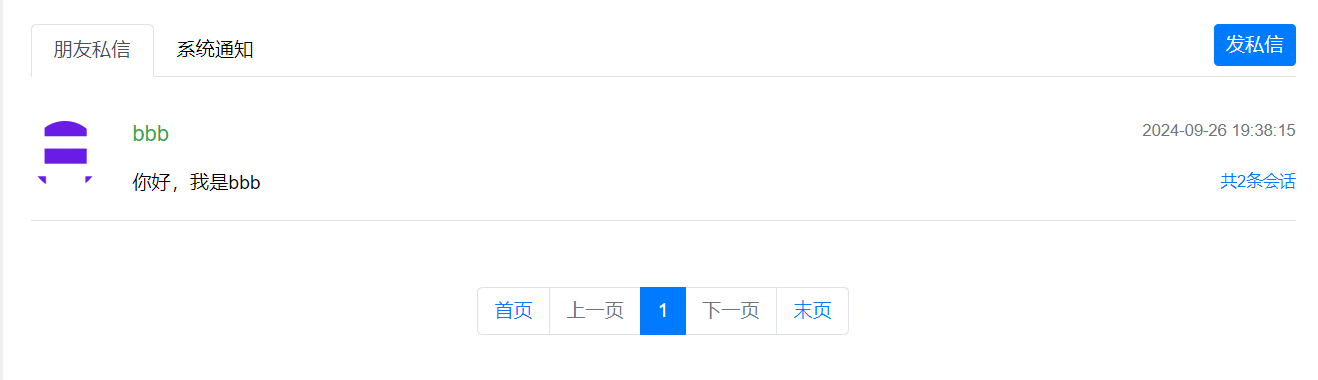 朋友私信 系统通知 发私信
bbb 2024-09-26 19:38:15
你好，我是bbb 共2条会话
首页 上一页 1 下一页 末页